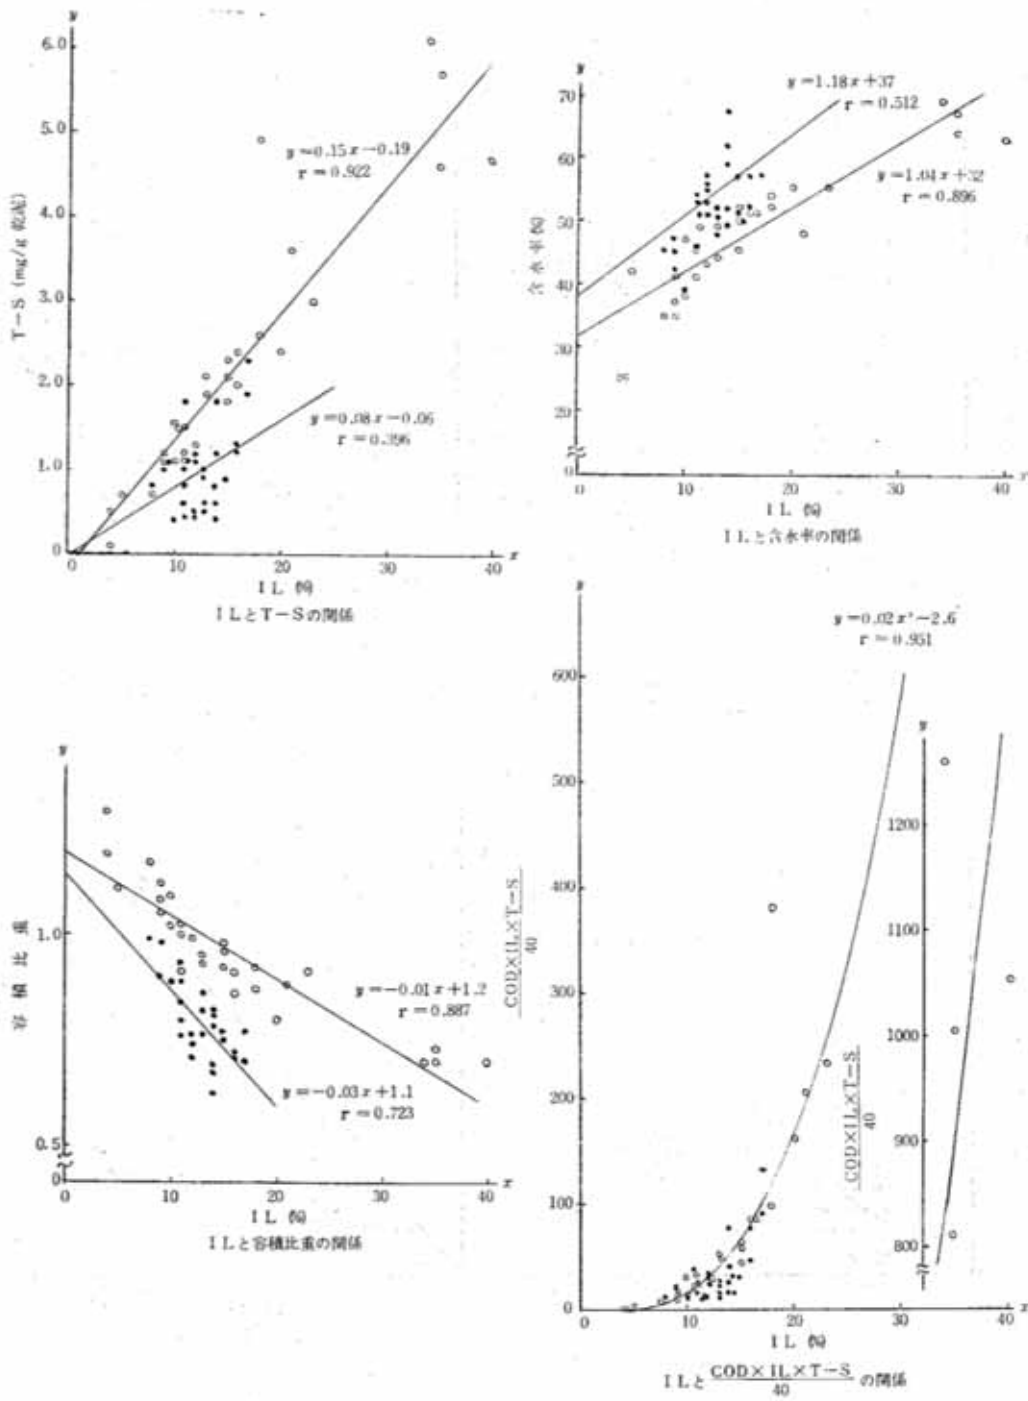 y
6.0
5.0
4.0
3.0
2.0
1.0
0
T－S (mg/g 乾泥)
y=0.15x−0.19
r=0.922
y=0.08x−0.06
r=0.396
0 10 20 30 40 x
IL (%)
ILとT－Sの関係
y
70
60
50
40
30
20
0
含水率(%)
y=1.18x+37
r=0.512
y=1.04x+32
r=0.896
0 10 20 30 40 x
IL (%)
ILと含水率の関係
y
1.0
0.5
0
容積比重
y=−0.01x+1.2
r=0.887
y=−0.03x+1.1
r=0.723
0 10 20 30 40 x
IL (%)
ILと容積比重の関係
y
600
500
400
300
200
100
0
COD×IL×T−S
40
r=0.951
y
1200
1100
1000
900
800
COD×IL×T−S
40
0 10 20 30 40 x
IL (%)
ILと COD×IL×T−S の関係
40